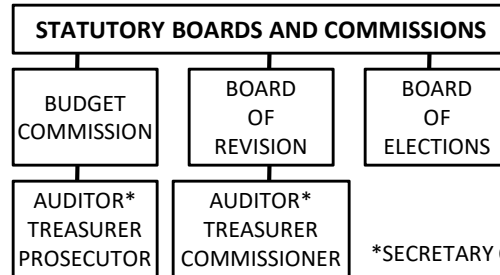 STATUTORY BOARDS AND COMMISSIONS
BUDGET
COMMISSION
BOARD
OF
REVISION
BOARD
OF
ELECTIONS
AUDITOR*
TREASURER
PROSECUTOR
AUDITOR*
TREASURER
COMMISSIONER
*SECRETARY